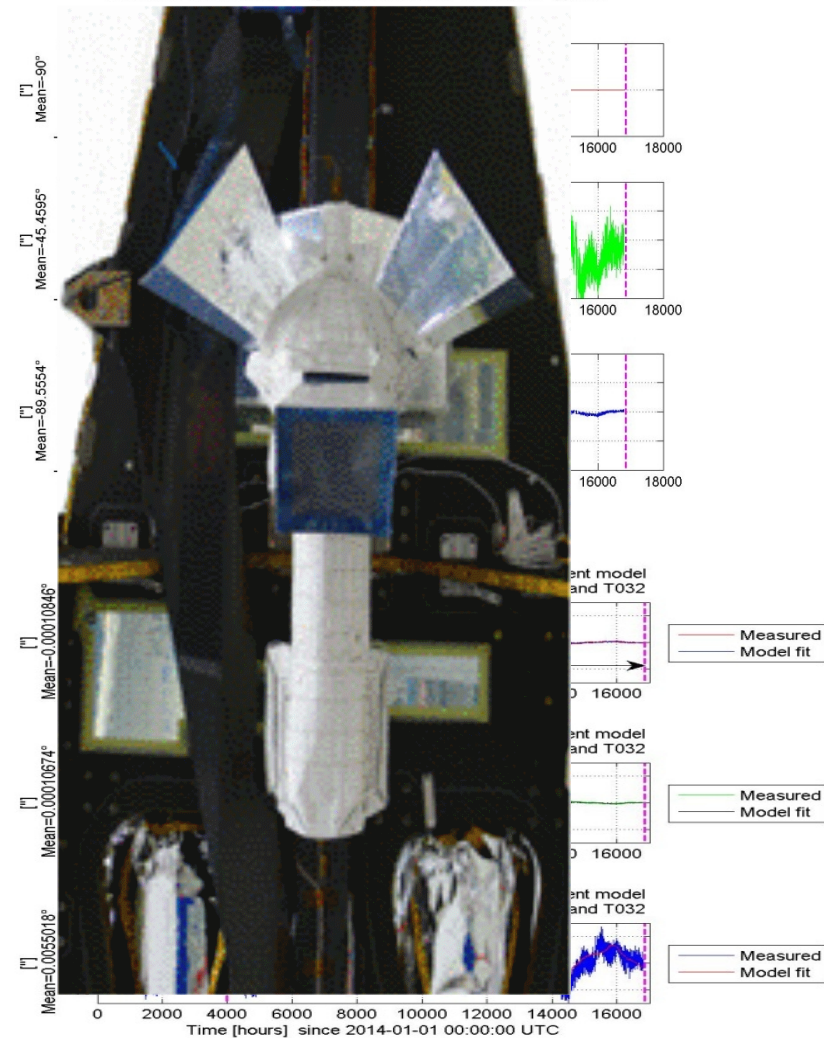 ["]
Mean=-90°
16000 18000
["]
Mean=-45.4595°
16000 18000
["]
Mean=-89.5554°
16000 18000
ent model
and T032
["]
Mean=-0.00010846°
0 16000
Measured
Model fit
ent model
and T032
["]
Mean=0.00010674°
0 16000
Measured
Model fit
ent model
and T032
["]
Mean=0.0055018°
Measured
Model fit
0 2000 4000 6000 8000 10000 12000 14000 16000
Time [hours] since 2014-01-01 00:00:00 UTC